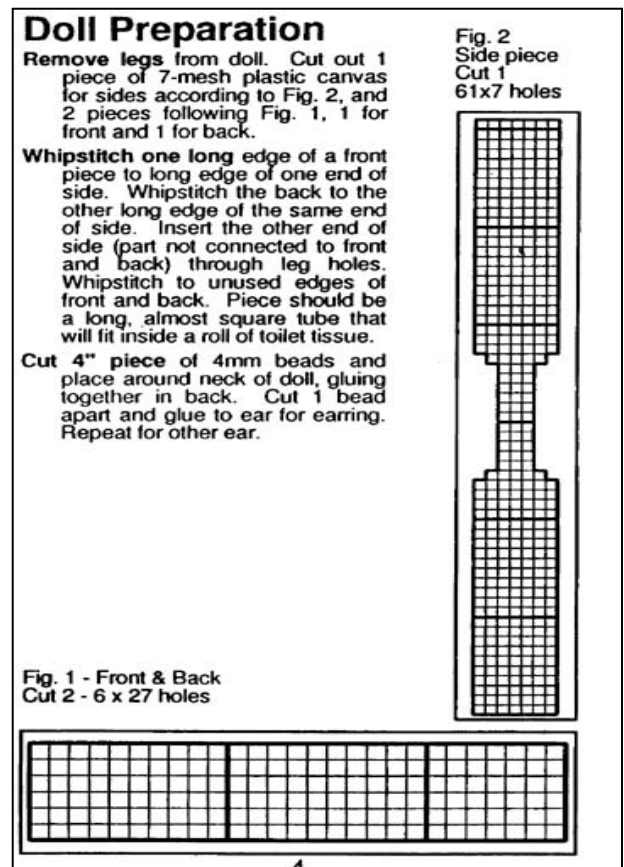 Doll Preparation
Remove legs from doll. Cut out 1
piece of 7-mesh plastic canvas
for sides according to Fig. 2, and
2 pieces following Fig. 1, 1 for
front and 1 for back.
Whipstitch one long edge of a front
piece to long edge of one end of
side. Whipstitch the back to the
other long edge of the same end
of side. Insert the other end of
side (part not connected to front
and back) through leg holes.
Whipstitch to unused edges of
front and back. Piece should be
a long, almost square tube that
will fit inside a roll of toilet tissue.
Cut 4" piece of 4mm beads and
place around neck of doll, gluing
together in back. Cut 1 bead
apart and glue to ear for earring.
Repeat for other ear.
Fig. 2
Side piece
Cut 1
61x7 holes
Fig. 1 - Front & Back
Cut 2 - 6 x 27 holes